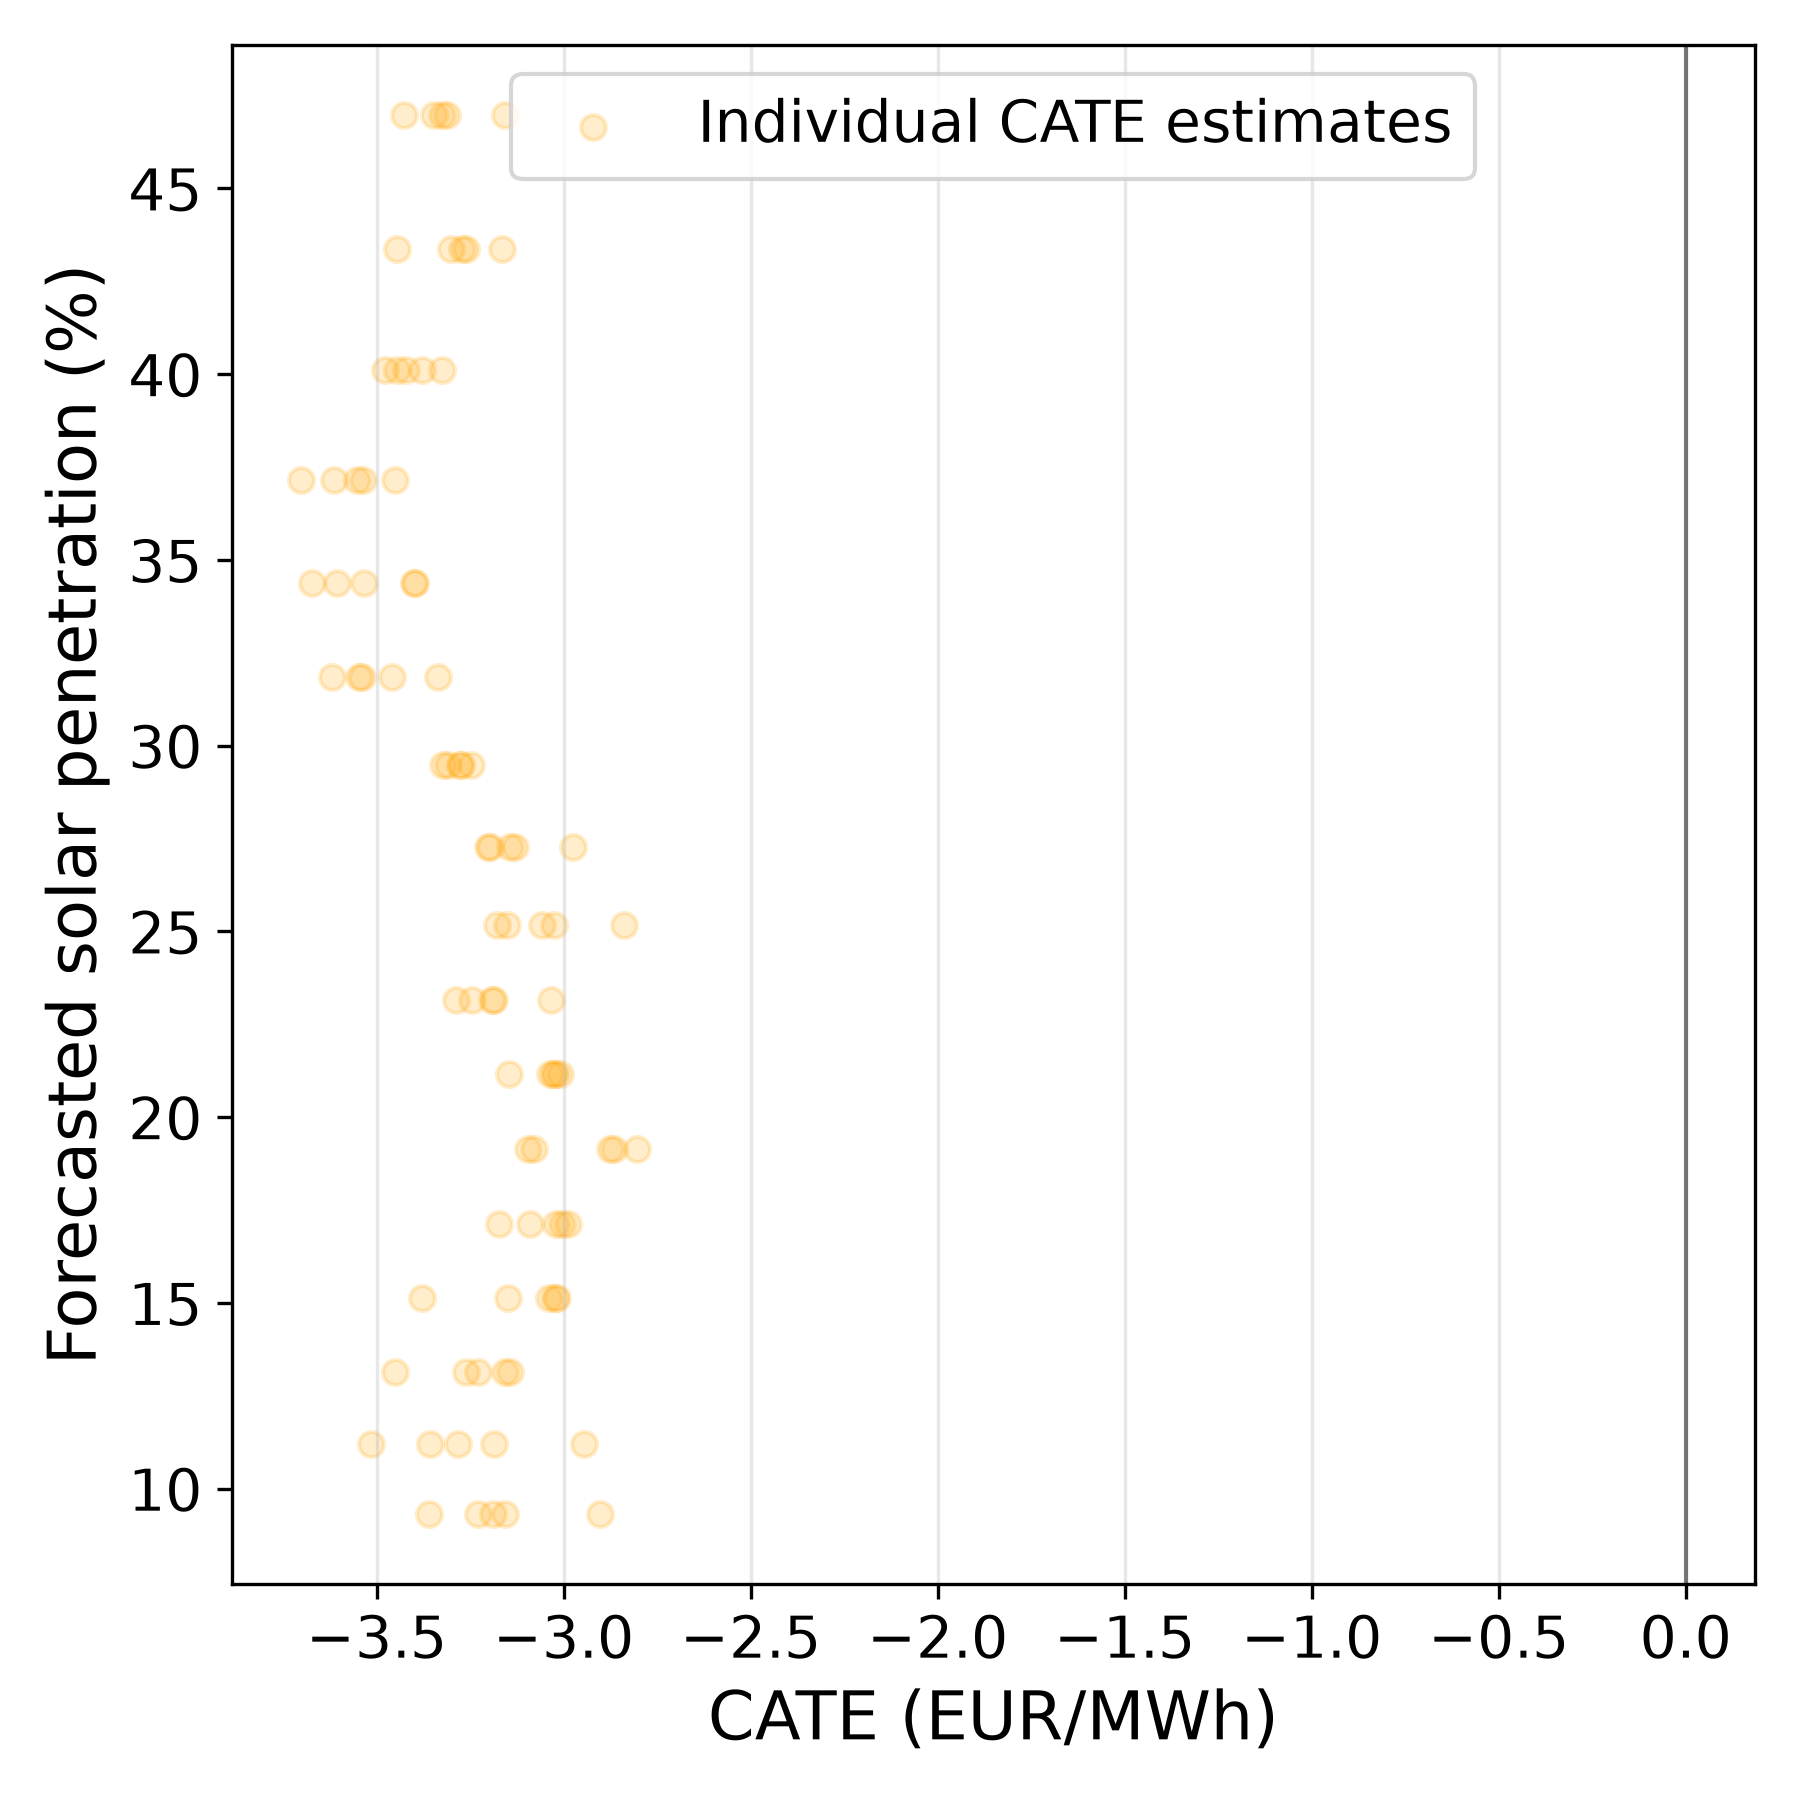 Individual CATE estimates
Forecasted solar penetration (%)
45
40
35
30
25
20
15
10
−3.5 −3.0 −2.5 −2.0 −1.5 −1.0 −0.5 0.0
CATE (EUR/MWh)